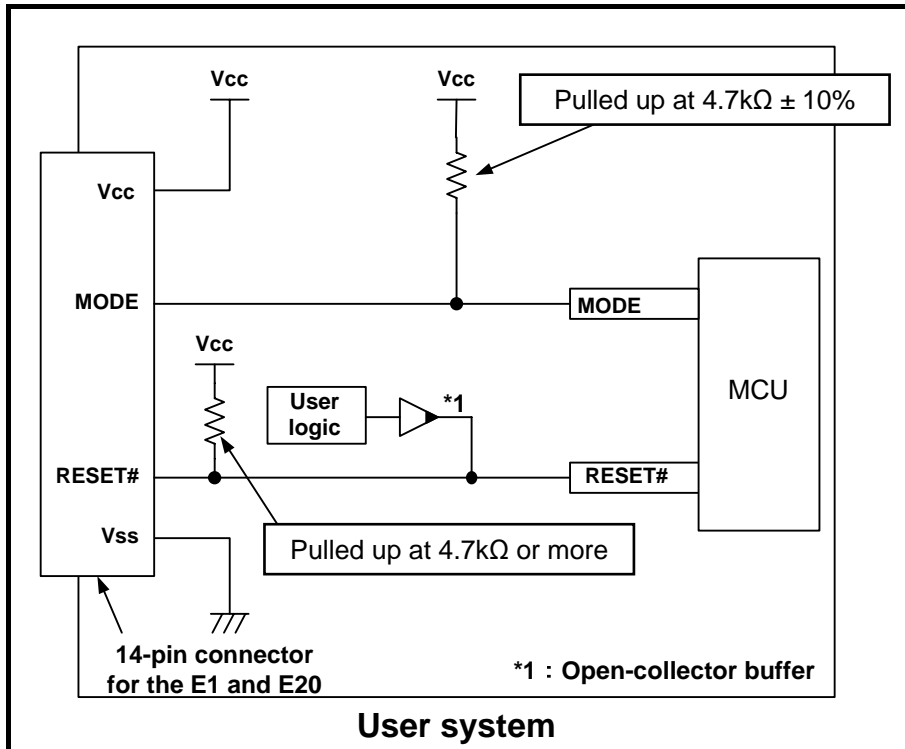 Vcc
Vcc
Pulled up at 4.7kΩ ± 10%
Vcc
MODE
MODE
Vcc
MCU
User
logic
*1
RESET#
RESET#
Vss
Pulled up at 4.7kΩ or more
14-pin connector
for the E1 and E20
*1 : Open-collector buffer
User system